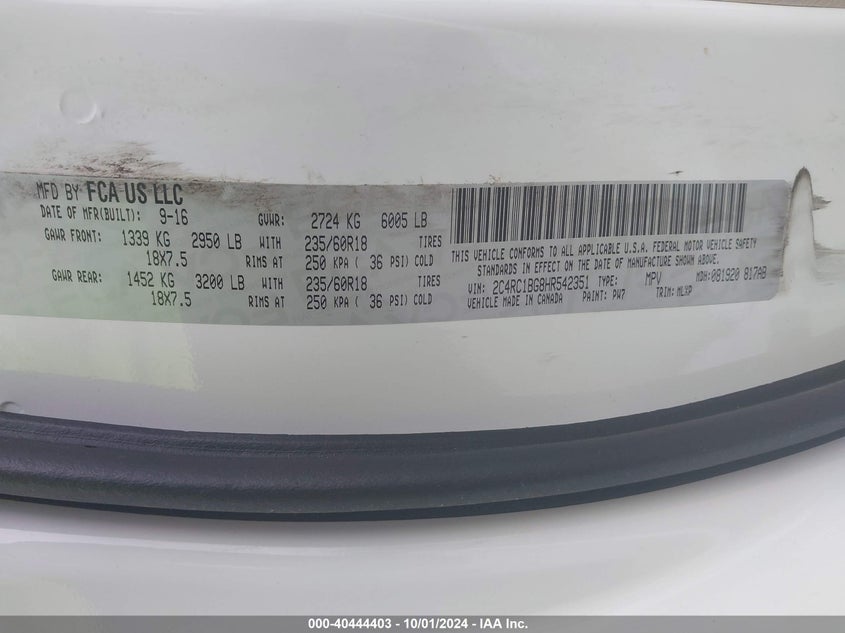 MFD BY FCA US LLC
DATE OF MFR(BUILT): 9-16 GVWR: 2724 KG 6005 LB
GAWR FRONT: 1339 KG 2950 LB WITH 235/60R18 TIRES
18X7.5 RIMS AT 250 KPA ( 36 PSI) COLD
GAWR REAR: 1452 KG 3200 LB WITH 235/60R18 TIRES
18X7.5 RIMS AT 250 KPA ( 36 PSI) COLD
THIS VEHICLE CONFORMS TO ALL APPLICABLE U.S.A. FEDERAL MOTOR VEHICLE SAFETY
STANDARDS IN EFFECT ON THE DATE OF MANUFACTURE SHOWN ABOVE.
VIN: 2C4RC1BG8HR542351 TYPE: MPV MDH: 081920 817AB
VEHICLE MADE IN CANADA PAINT: PW7 TRIM: MLXP
000-40444403 - 10/01/2024 - IAA Inc.